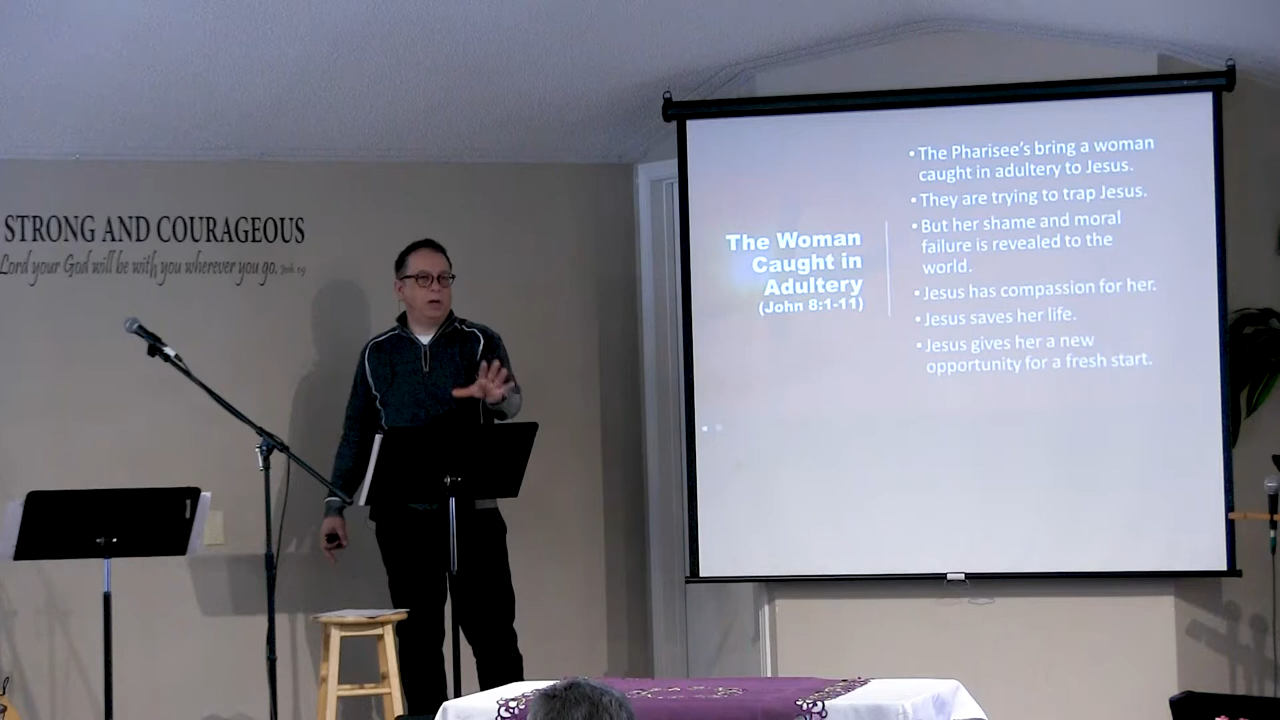 STRONG AND COURAGEOUS
Lord your God will be with you wherever you go. Josh. 1:9
The Woman
Caught in
Adultery
(John 8:1-11)
• The Pharisee's bring a woman
caught in adultery to Jesus.
• They are trying to trap Jesus.
• But her shame and moral
failure is revealed to the
world.
• Jesus has compassion for her.
• Jesus saves her life.
• Jesus gives her a new
opportunity for a fresh start.